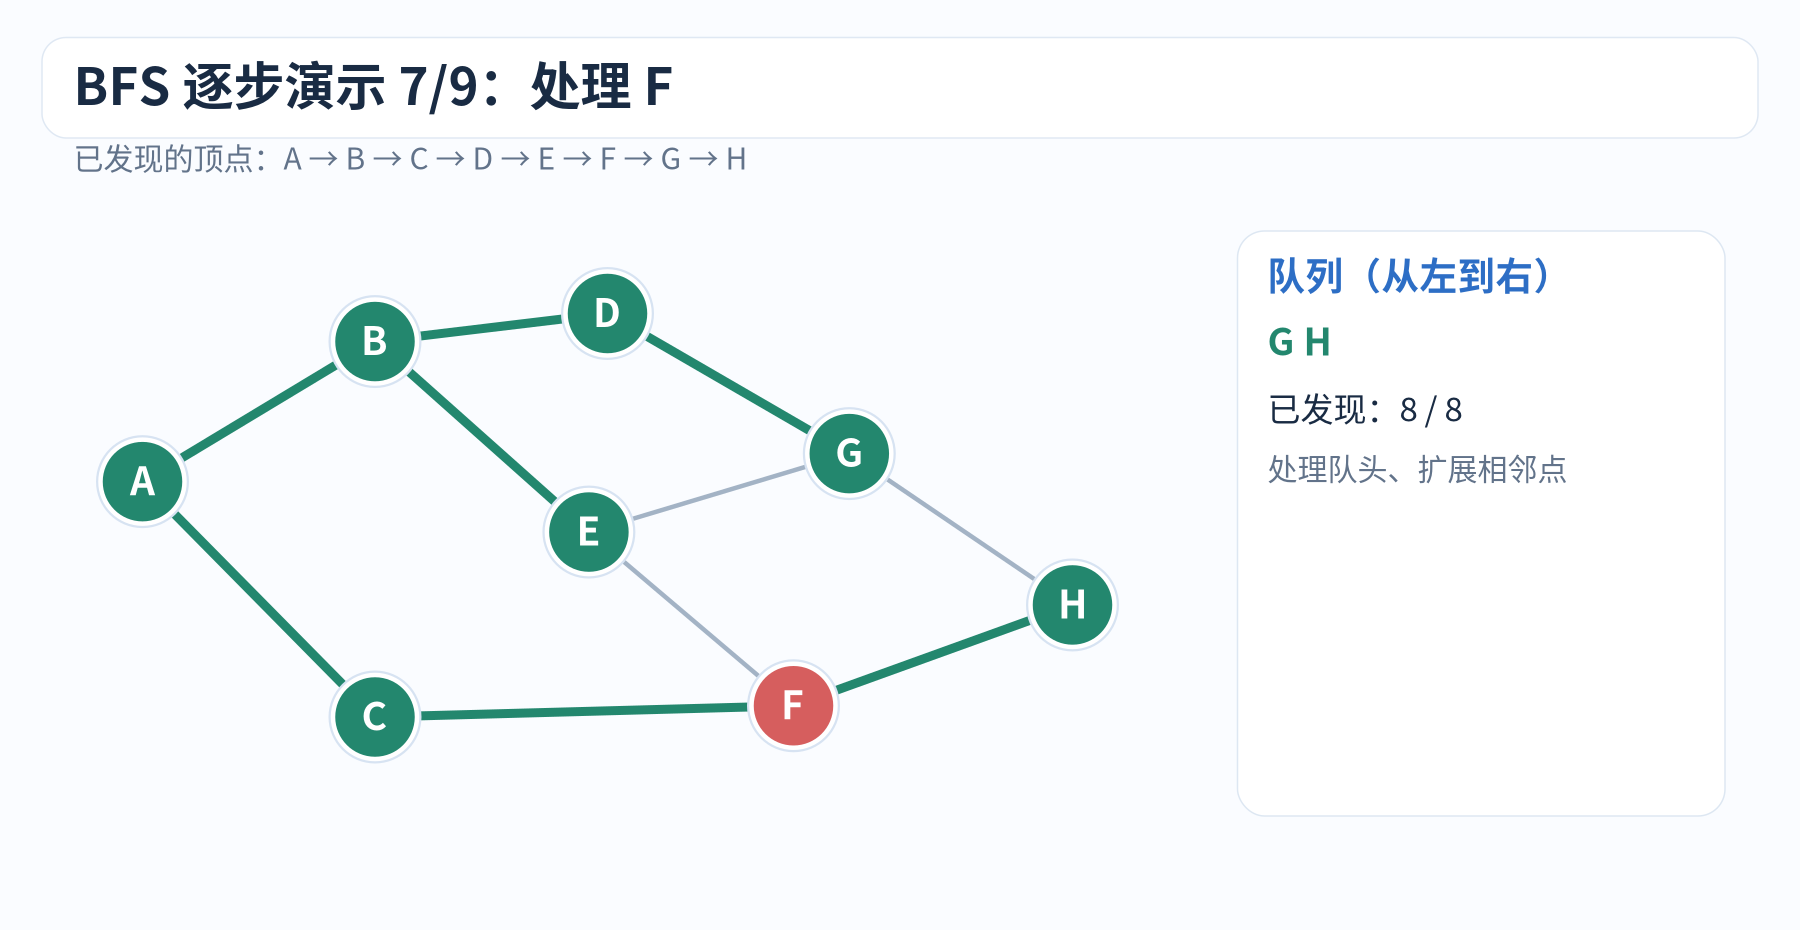 BFS 逐步演示 7/9：处理 F
已发现的顶点：A → B → C → D → E → F → G → H
队列（从左到右）
G H
已发现：8 / 8
处理队头、扩展相邻点
D
B
G
A
E
H
C
F